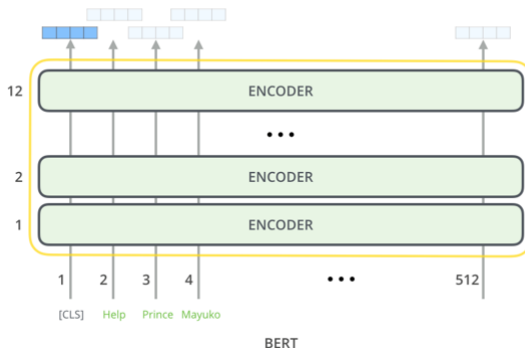 12 ENCODER
...
2 ENCODER
1 ENCODER
1 2 3 4 ... 512
[CLS] Help Prince Mayuko
BERT